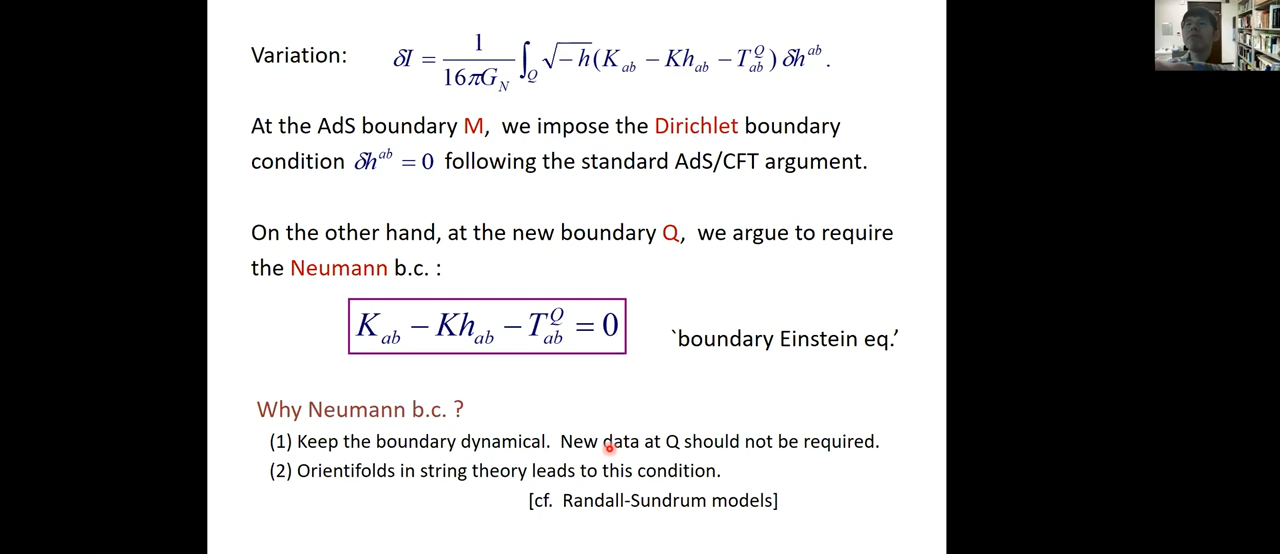 Variation: δI = 1/(16πG_N) ∫_Q √−h (K_ab − Kh_ab − T^Q_ab) δh^ab.
At the AdS boundary M, we impose the Dirichlet boundary
condition δh^ab = 0 following the standard AdS/CFT argument.
On the other hand, at the new boundary Q, we argue to require
the Neumann b.c. :
K_ab − Kh_ab − T^Q_ab = 0
`boundary Einstein eq.’
Why Neumann b.c. ?
(1) Keep the boundary dynamical. New data at Q should not be required.
(2) Orientifolds in string theory leads to this condition.
[cf. Randall-Sundrum models]